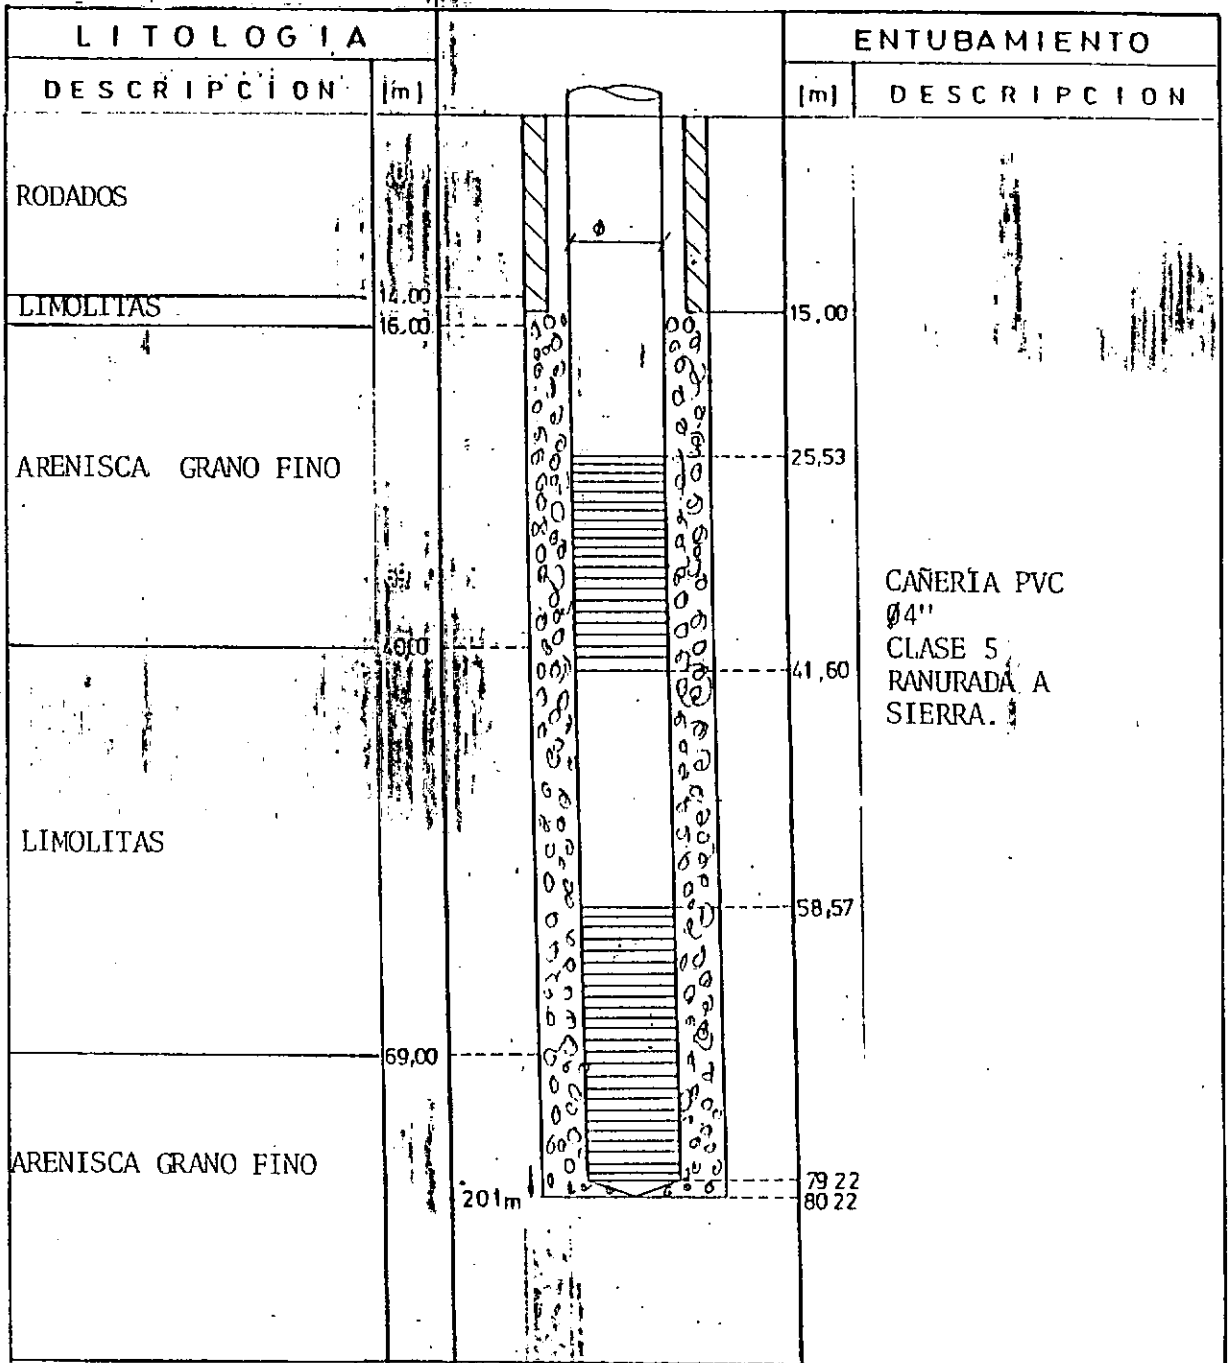 LITOLOGIA
ENTUBAMIENTO
DESCRIPCION
[m]
[m]
DESCRIPCION
RODADOS
ø
14.00
LIMOLITAS
15.00
16.00
25,53
ARENISCA GRANO FINO
CAÑERIA PVC
Ø4"
CLASE 5
RANURADA A
SIERRA.
40,0
41,60
LIMOLITAS
58,57
69,00
ARENISCA GRANO FINO
79 22
201m
80 22